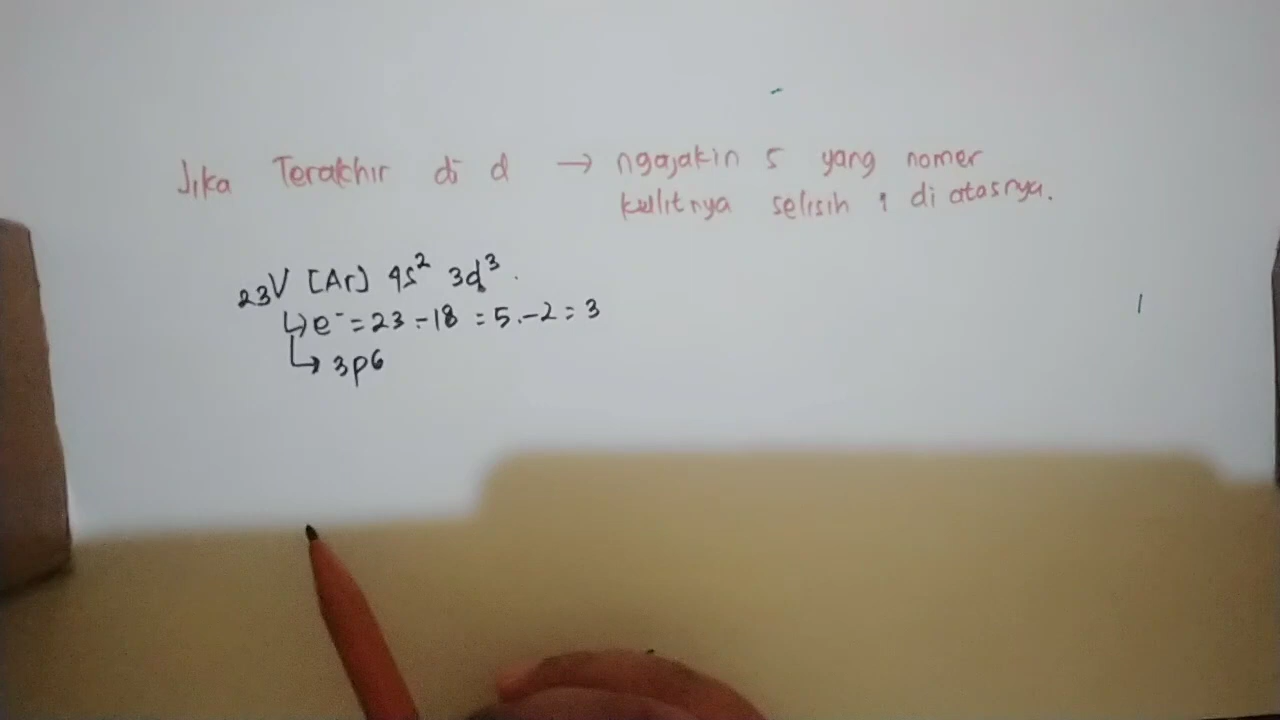 Jika Terakhir di d → ngajakin s yang nomer
kulitnya selisih 1 di atasnya.
₂₃V [Ar] 4s² 3d³.
↳ e⁻ = 23 - 18 = 5 - 2 = 3
↳ 3p6